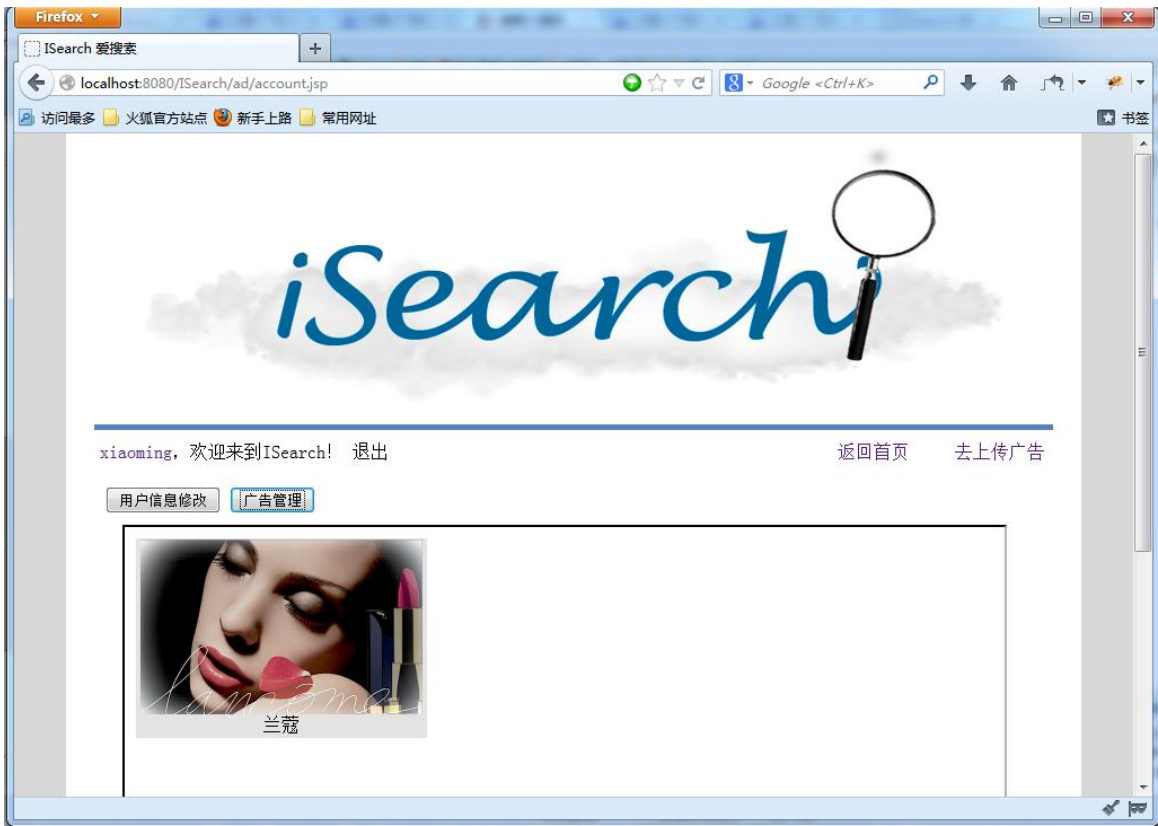 Firefox
ISearch 爱搜索
localhost:8080/ISearch/ad/account.jsp
Google <Ctrl+K>
访问最多 火狐官方站点 新手上路 常用网址 书签
iSearch
xiaoming, 欢迎来到ISearch! 退出 返回首页 去上传广告
用户信息修改 广告管理
lancôme
兰蔻